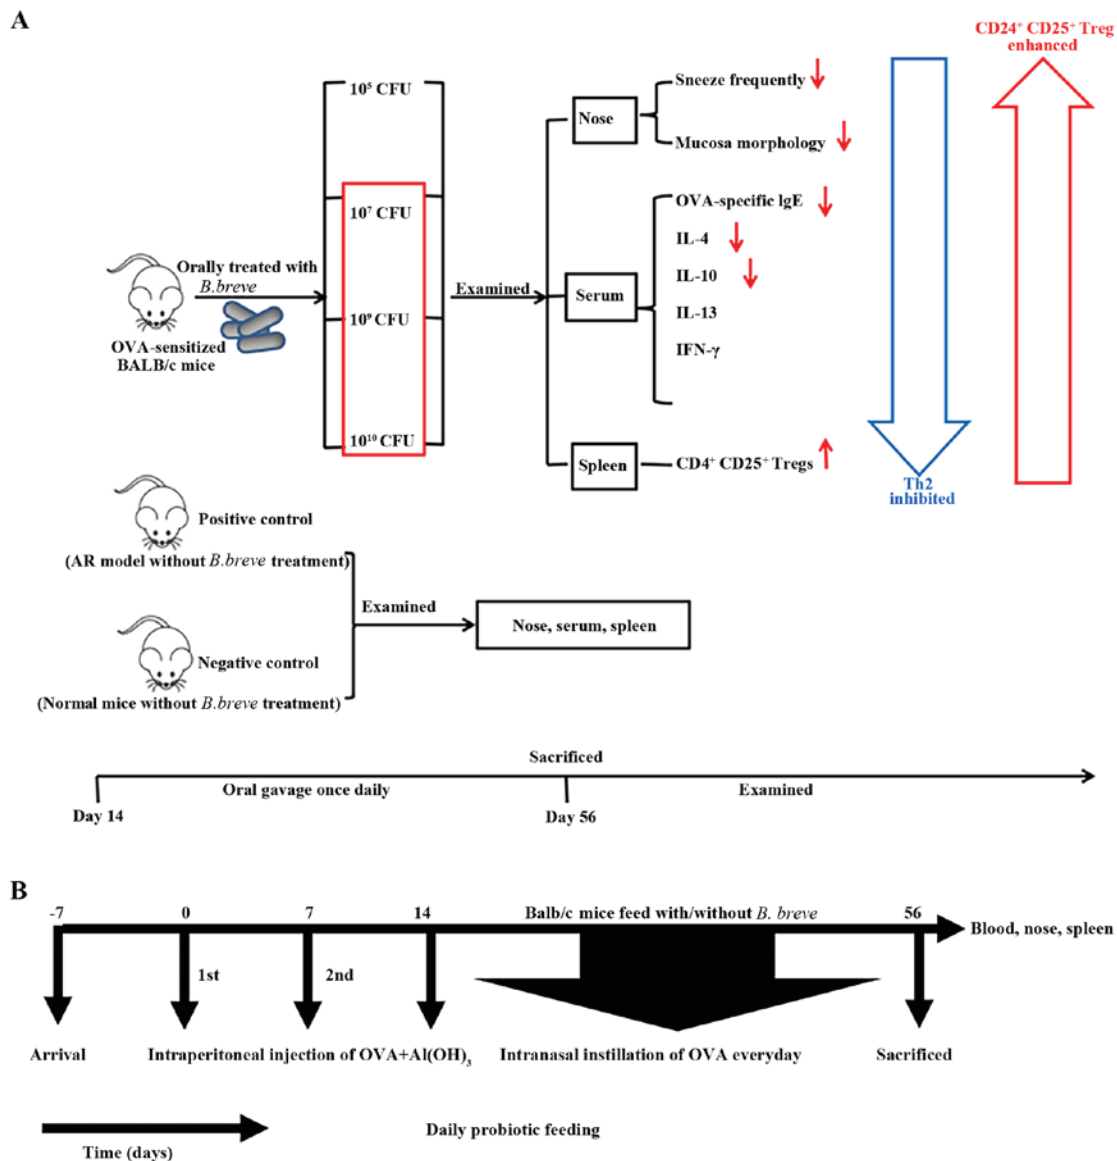 A
CD24⁺ CD25⁺ Treg
enhanced
10⁵ CFU
10⁷ CFU
10⁹ CFU
10¹⁰ CFU
Orally treated with
B.breve
OVA-sensitized
BALB/c mice
Examined
Nose
Sneeze frequently
Mucosa morphology
Serum
OVA-specific lgE
IL-4
IL-10
IL-13
IFN-γ
Spleen
CD4⁺ CD25⁺ Tregs
Th2
inhibited
Positive control
(AR model without B.breve treatment)
Negative control
(Normal mice without B.breve treatment)
Examined
Nose, serum, spleen
Sacrificed
Oral gavage once daily
Examined
Day 14
Day 56
B
-7
0
7
14
Balb/c mice feed with/without B. breve
56
Blood, nose, spleen
1st
2nd
Arrival
Intraperitoneal injection of OVA+Al(OH)₃
Intranasal instillation of OVA everyday
Sacrificed
Daily probiotic feeding
Time (days)